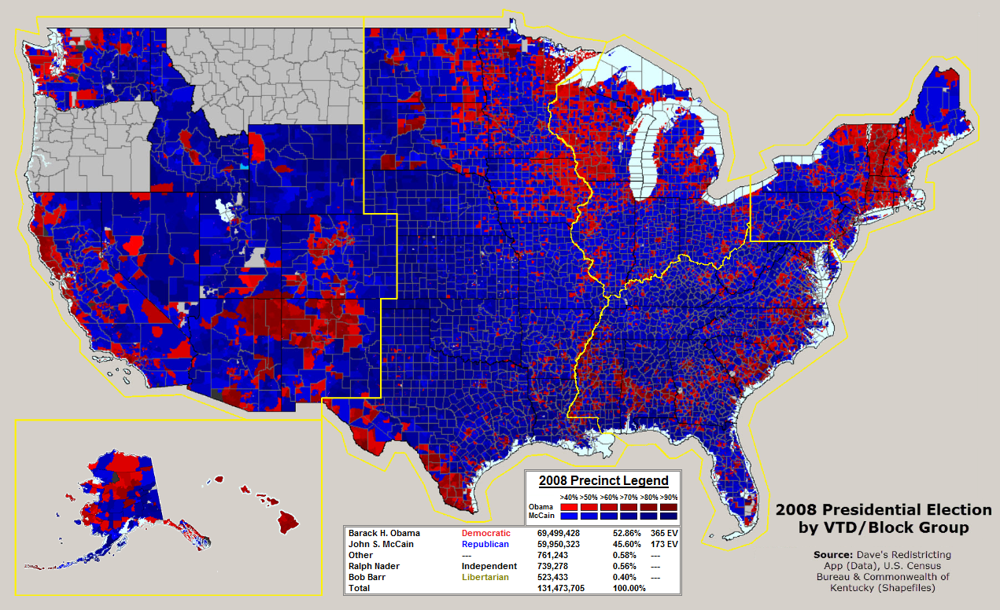 2008 Precinct Legend
>40% >50% >60% >70% >80% >90%
Obama
McCain
Barack H. Obama Democratic 69,499,428 52.86% 365 EV
John S. McCain Republican 59,950,323 45.60% 173 EV
Other --- 761,243 0.58% ---
Ralph Nader Independent 739,278 0.56% ---
Bob Barr Libertarian 523,433 0.40% ---
Total 131,473,705 100.00%
2008 Presidential Election
by VTD/Block Group
Source: Dave's Redistricting
App (Data), U.S. Census
Bureau & Commonwealth of
Kentucky (Shapefiles)